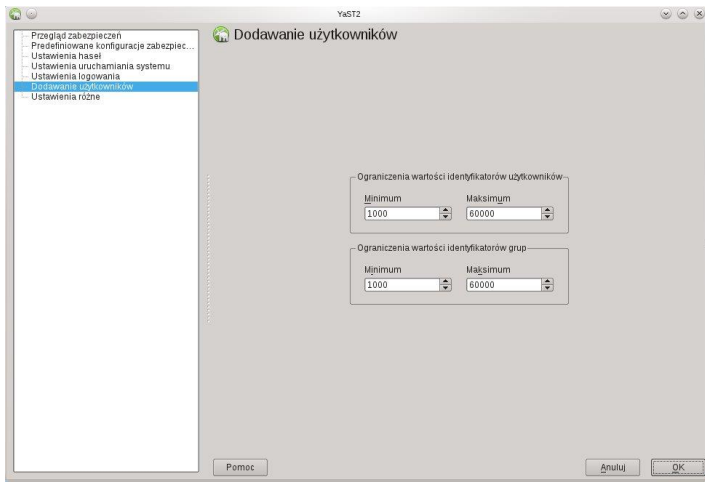 YaST2
Przegląd zabezpieczeń
Predefiniowane konfiguracje zabezpiec...
Ustawienia haseł
Ustawienia uruchamiania systemu
Ustawienia logowania
Dodawanie użytkowników
Ustawienia różne
Dodawanie użytkowników
Ograniczenia wartości identyfikatorów użytkowników
Minimum Maksimum
1000 60000
Ograniczenia wartości identyfikatorów grup
Minimum Maksimum
1000 60000
Pomoc Anuluj OK